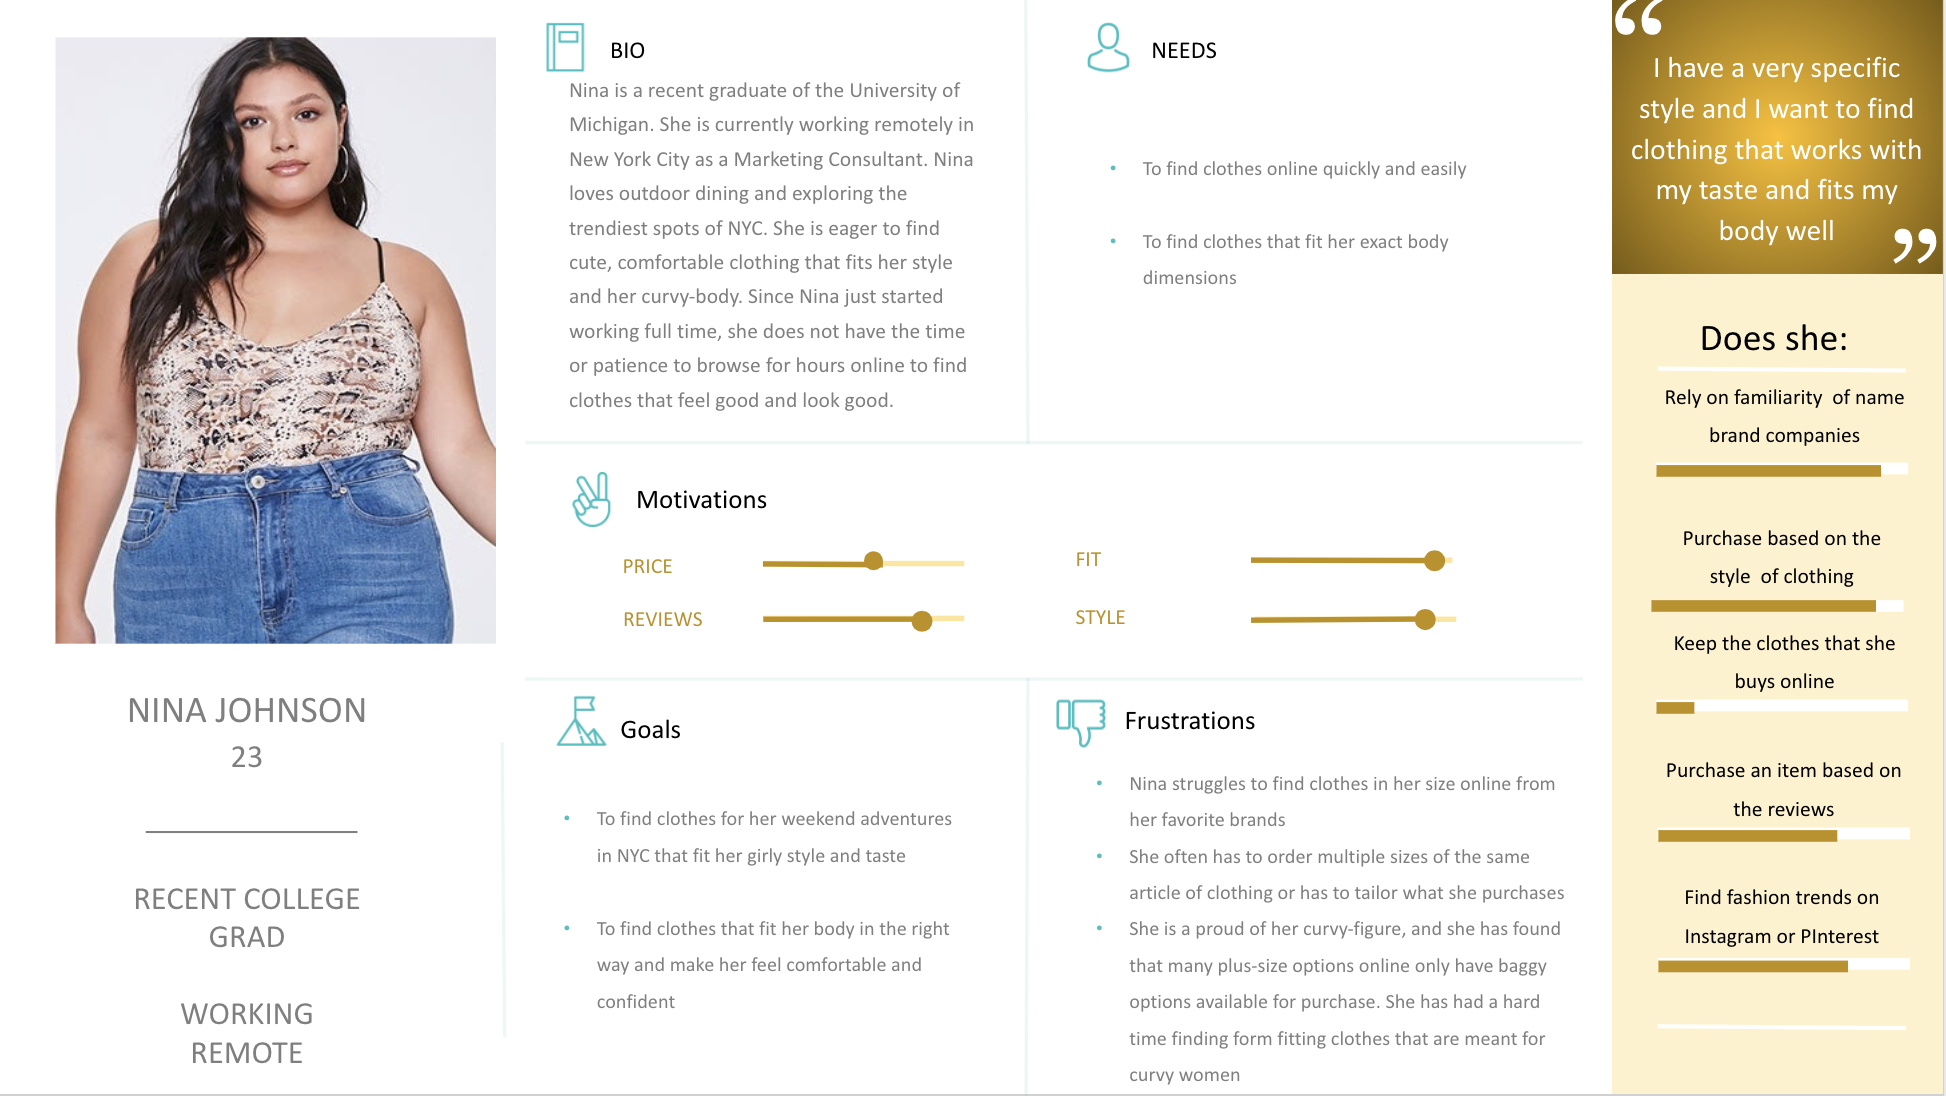 NINA JOHNSON
23
RECENT COLLEGE
GRAD
WORKING
REMOTE
BIO
Nina is a recent graduate of the University of
Michigan. She is currently working remotely in
New York City as a Marketing Consultant. Nina
loves outdoor dining and exploring the
trendiest spots of NYC. She is eager to find
cute, comfortable clothing that fits her style
and her curvy-body. Since Nina just started
working full time, she does not have the time
or patience to browse for hours online to find
clothes that feel good and look good.
NEEDS
• To find clothes online quickly and easily
• To find clothes that fit her exact body
dimensions
Motivations
PRICE
REVIEWS
FIT
STYLE
Goals
• To find clothes for her weekend adventures
in NYC that fit her girly style and taste
• To find clothes that fit her body in the right
way and make her feel comfortable and
confident
Frustrations
• Nina struggles to find clothes in her size online from
her favorite brands
• She often has to order multiple sizes of the same
article of clothing or has to tailor what she purchases
• She is a proud of her curvy-figure, and she has found
that many plus-size options online only have baggy
options available for purchase. She has had a hard
time finding form fitting clothes that are meant for
curvy women
“
I have a very specific
style and I want to find
clothing that works with
my taste and fits my
body well
”
Does she:
Rely on familiarity  of name
brand companies
Purchase based on the
style  of clothing
Keep the clothes that she
buys online
Purchase an item based on
the reviews
Find fashion trends on
Instagram or PInterest